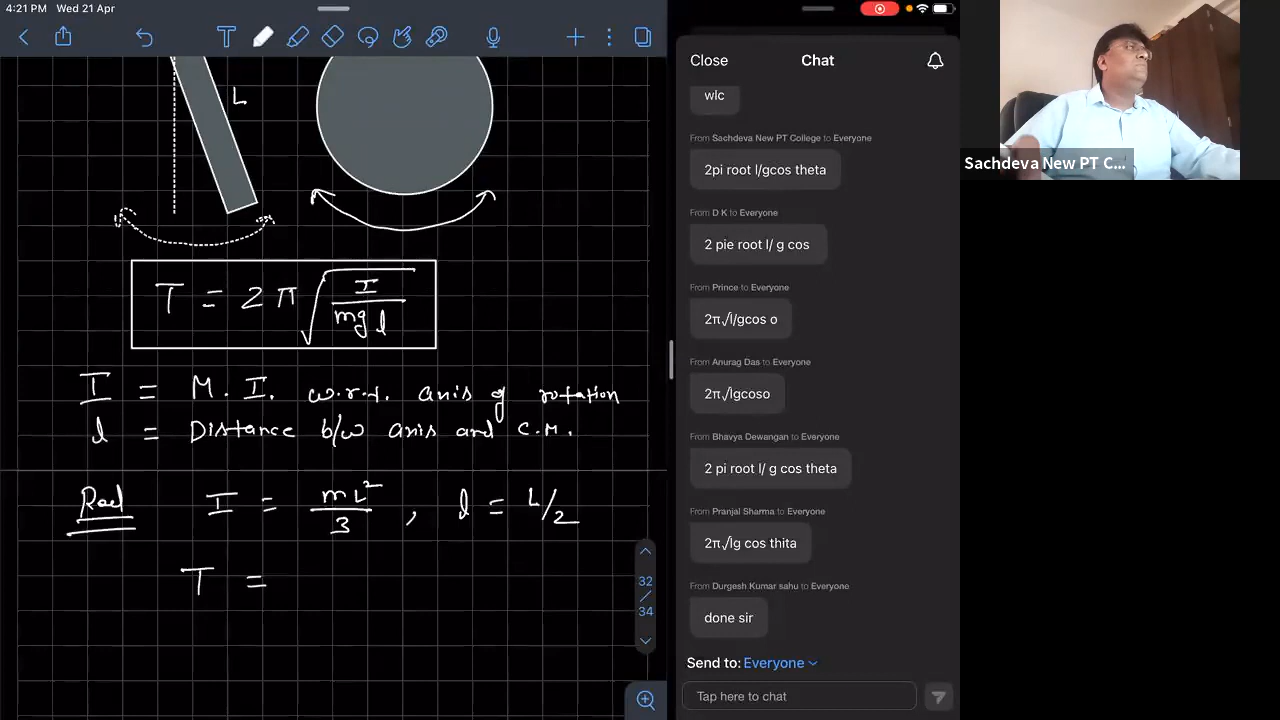 4:21 PM Wed 21 Apr
L
T = 2π √(I / mg l)
I = M. I. w.r.t. axis of rotation
l = Distance b/w axis and C.M.
Rod I = mL²/3 , l = L/2
T =
32
/
34
Close Chat
wlc
From Sachdeva New PT College to Everyone
2pi root l/gcos theta
From D K to Everyone
2 pie root l/ g cos
From Prince to Everyone
2π√l/gcos o
From Anurag Das to Everyone
2π√lgcoso
From Bhavya Dewangan to Everyone
2 pi root l/ g cos theta
From Pranjal Sharma to Everyone
2π√lg cos thita
From Durgesh Kumar sahu to Everyone
done sir
Send to: Everyone
Tap here to chat
Sachdeva New PT C...